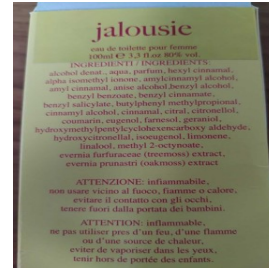 jalousie
eau de toilette pour femme
100ml ℮ 3,3 fl.oz 80% vol.
INGREDIENTI / INGREDIENTS:
alcohol denat., aqua, parfum, hexyl cinnamal,
alpha isomethyl ionone, amylcinnamyl alcohol,
amyl cinnamal, anise alcohol, benzyl alcohol,
benzyl benzoate, benzyl cinnamate,
benzyl salicylate, butylphenyl methylpropional,
cinnamyl alcohol, cinnamal, citral, citronellol,
coumarin, eugenol, farnesol, geraniol,
hydroxymethylpentylcyclohexencarboxy aldehyde,
hydroxycitronellal, isoeugenol, limonene,
linalool, methyl 2-octynoate,
evernia furfuraceae (treemoss) extract,
evernia prunastri (oakmoss) extract
ATTENZIONE: infiammabile,
non usare vicino al fuoco, fiamme o calore,
evitare il contatto con gli occhi,
tenere fuori dalla portata dei bambini.
ATTENTION: inflammable,
ne pas utiliser pres d'un feu, d'une flamme
ou d'une source de chaleur,
eviter de vaporiser dans les yeux,
tenir hors de portée des enfants.